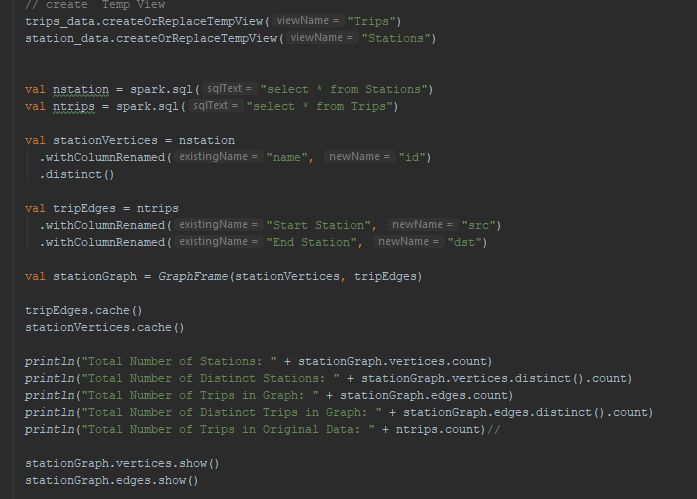 // create  Temp View
trips_data.createOrReplaceTempView( viewName = "Trips")
station_data.createOrReplaceTempView( viewName = "Stations")
val nstation = spark.sql( sqlText = "select * from Stations")
val ntrips = spark.sql( sqlText = "select * from Trips")
val stationVertices = nstation
.withColumnRenamed( existingName = "name",  newName = "id")
.distinct()
val tripEdges = ntrips
.withColumnRenamed( existingName = "Start Station",  newName = "src")
.withColumnRenamed( existingName = "End Station",  newName = "dst")
val stationGraph = GraphFrame(stationVertices, tripEdges)
tripEdges.cache()
stationVertices.cache()
println("Total Number of Stations: " + stationGraph.vertices.count)
println("Total Number of Distinct Stations: " + stationGraph.vertices.distinct().count)
println("Total Number of Trips in Graph: " + stationGraph.edges.count)
println("Total Number of Distinct Trips in Graph: " + stationGraph.edges.distinct().count)
println("Total Number of Trips in Original Data: " + ntrips.count)//
stationGraph.vertices.show()
stationGraph.edges.show()